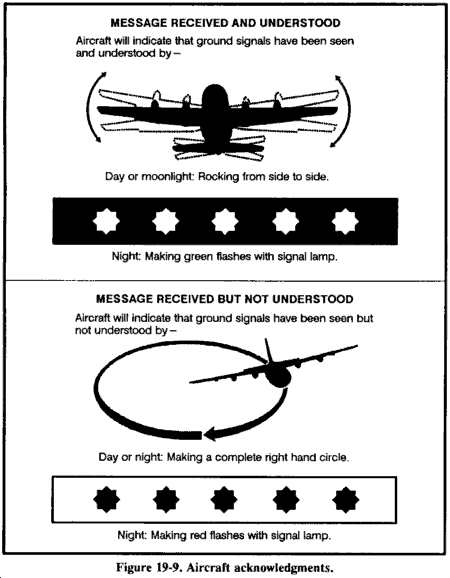 MESSAGE RECEIVED AND UNDERSTOOD
Aircraft will indicate that ground signals have been seen
and understood by—
Day or moonlight: Rocking from side to side.
Night: Making green flashes with signal lamp.
MESSAGE RECEIVED BUT NOT UNDERSTOOD
Aircraft will indicate that ground signals have been seen but
not understood by—
Day or night: Making a complete right hand circle.
Night: Making red flashes with signal lamp.
Figure 19-9. Aircraft acknowledgments.